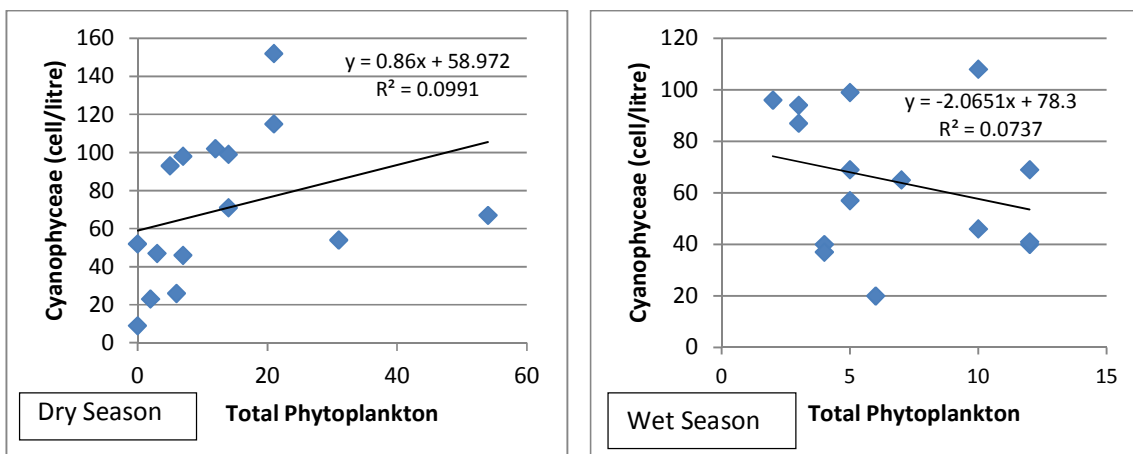 160
140
120
100
80
60
40
20
0
Cyanophyceae (cell/litre)
y = 0.86x + 58.972
R² = 0.0991
0
20
40
60
Total Phytoplankton
Dry Season
120
100
80
60
40
20
0
Cyanophyceae (cell/litre)
y = -2.0651x + 78.3
R² = 0.0737
0
5
10
15
Total Phytoplankton
Wet Season